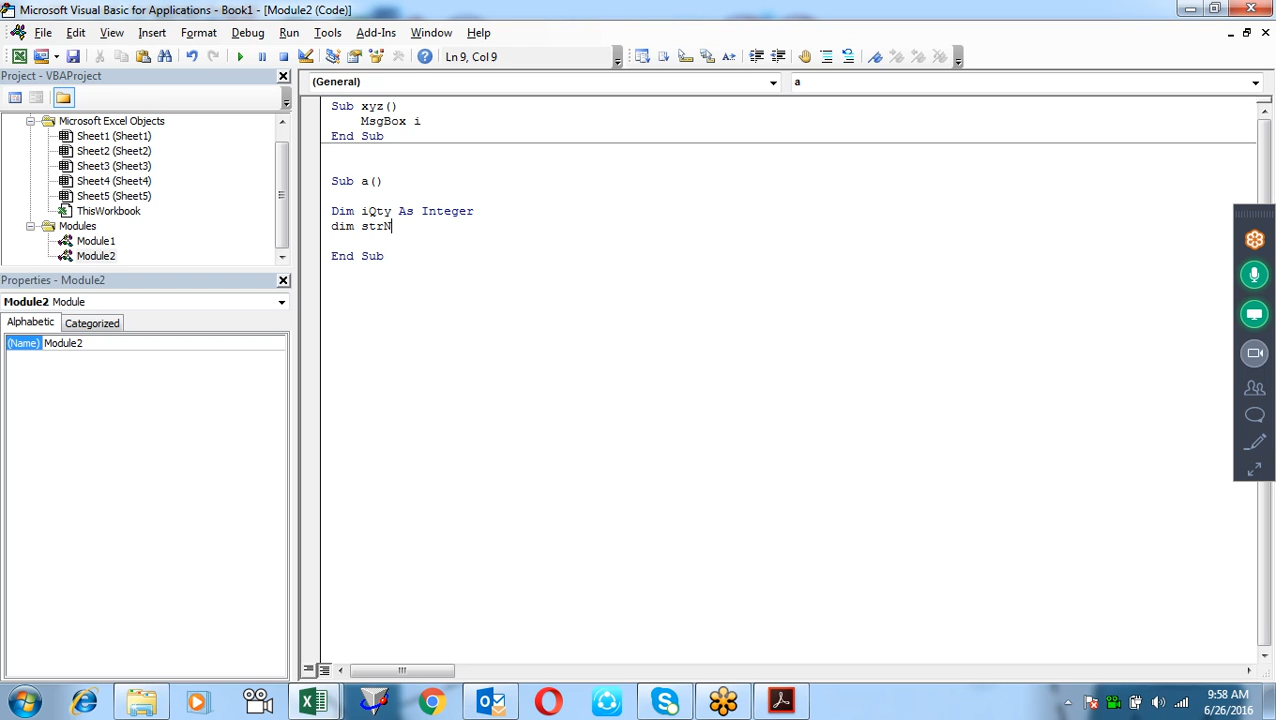 Microsoft Visual Basic for Applications - Book1 - [Module2 (Code)]
File Edit View Insert Format Debug Run Tools Add-Ins Window Help
Ln 9, Col 9
Project - VBAProject
(General)
a
Microsoft Excel Objects
Sheet1 (Sheet1)
Sheet2 (Sheet2)
Sheet3 (Sheet3)
Sheet4 (Sheet4)
Sheet5 (Sheet5)
ThisWorkbook
Modules
Module1
Module2
Properties - Module2
Module2 Module
Alphabetic Categorized
(Name) Module2
Sub xyz()
MsgBox i
End Sub
Sub a()
Dim iQty As Integer
dim strN
End Sub
9:58 AM
6/26/2016